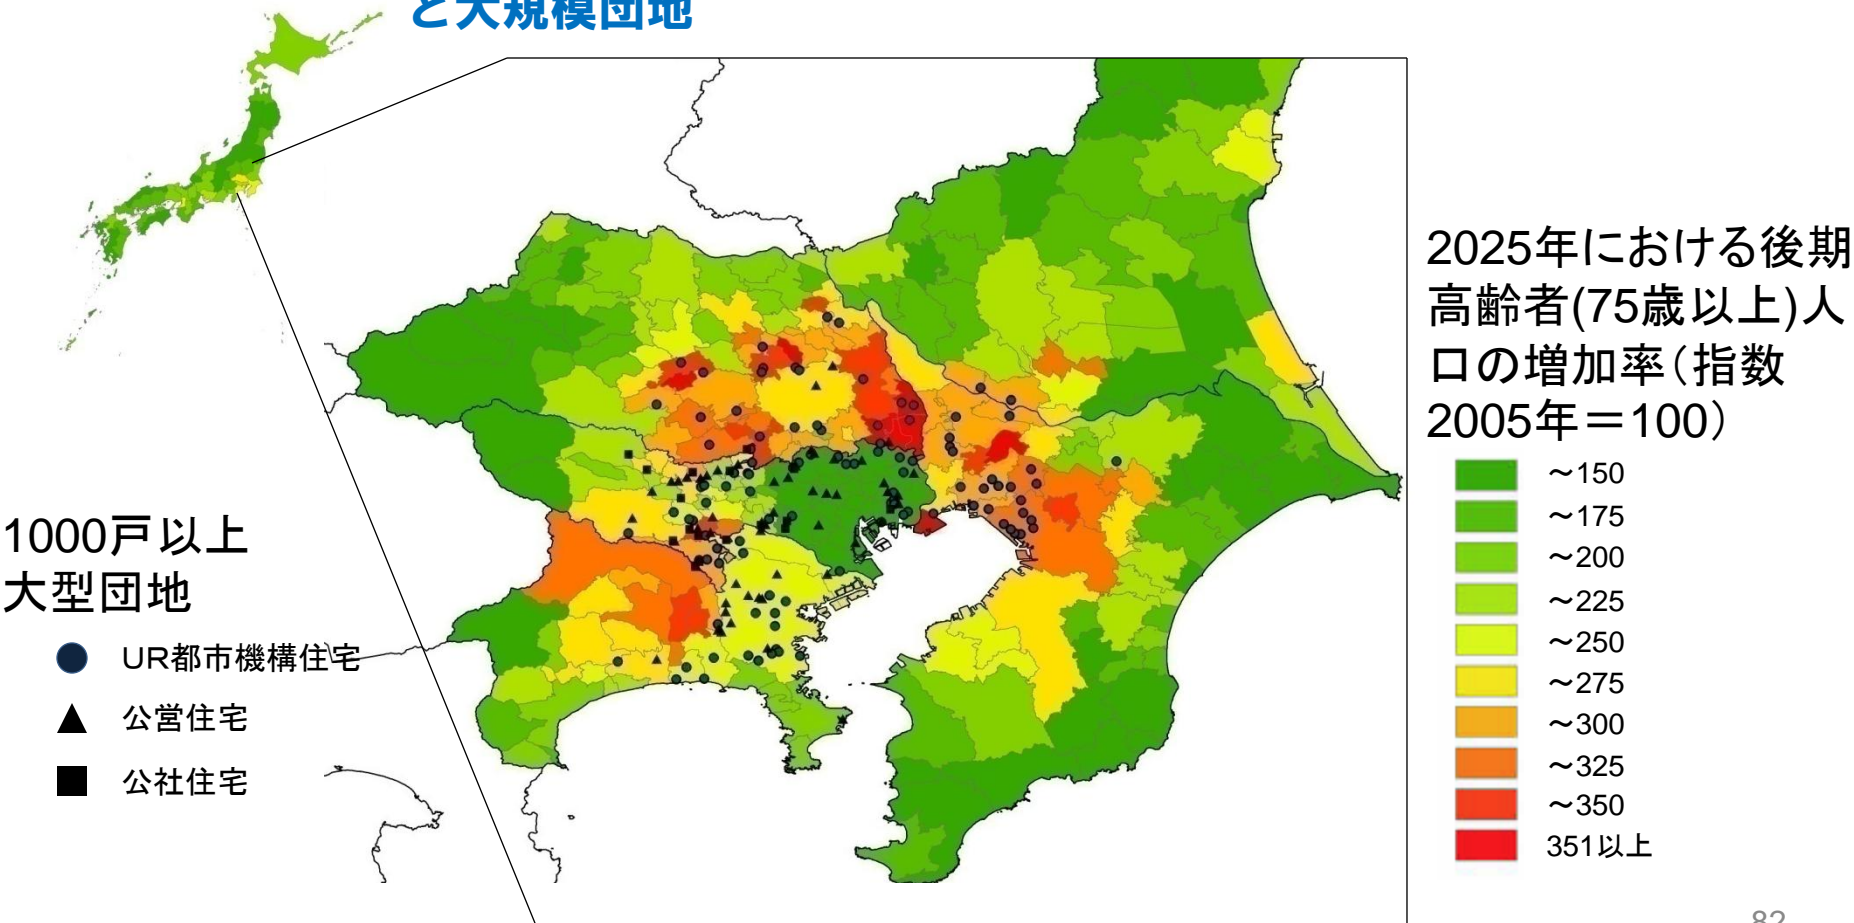 と大規模団地
2025年における後期
高齢者(75歳以上)人
口の増加率（指数
2005年＝100）
～150
～175
～200
～225
～250
～275
～300
～325
～350
351以上
1000戸以上
大型団地
UR都市機構住宅
公営住宅
公社住宅
82